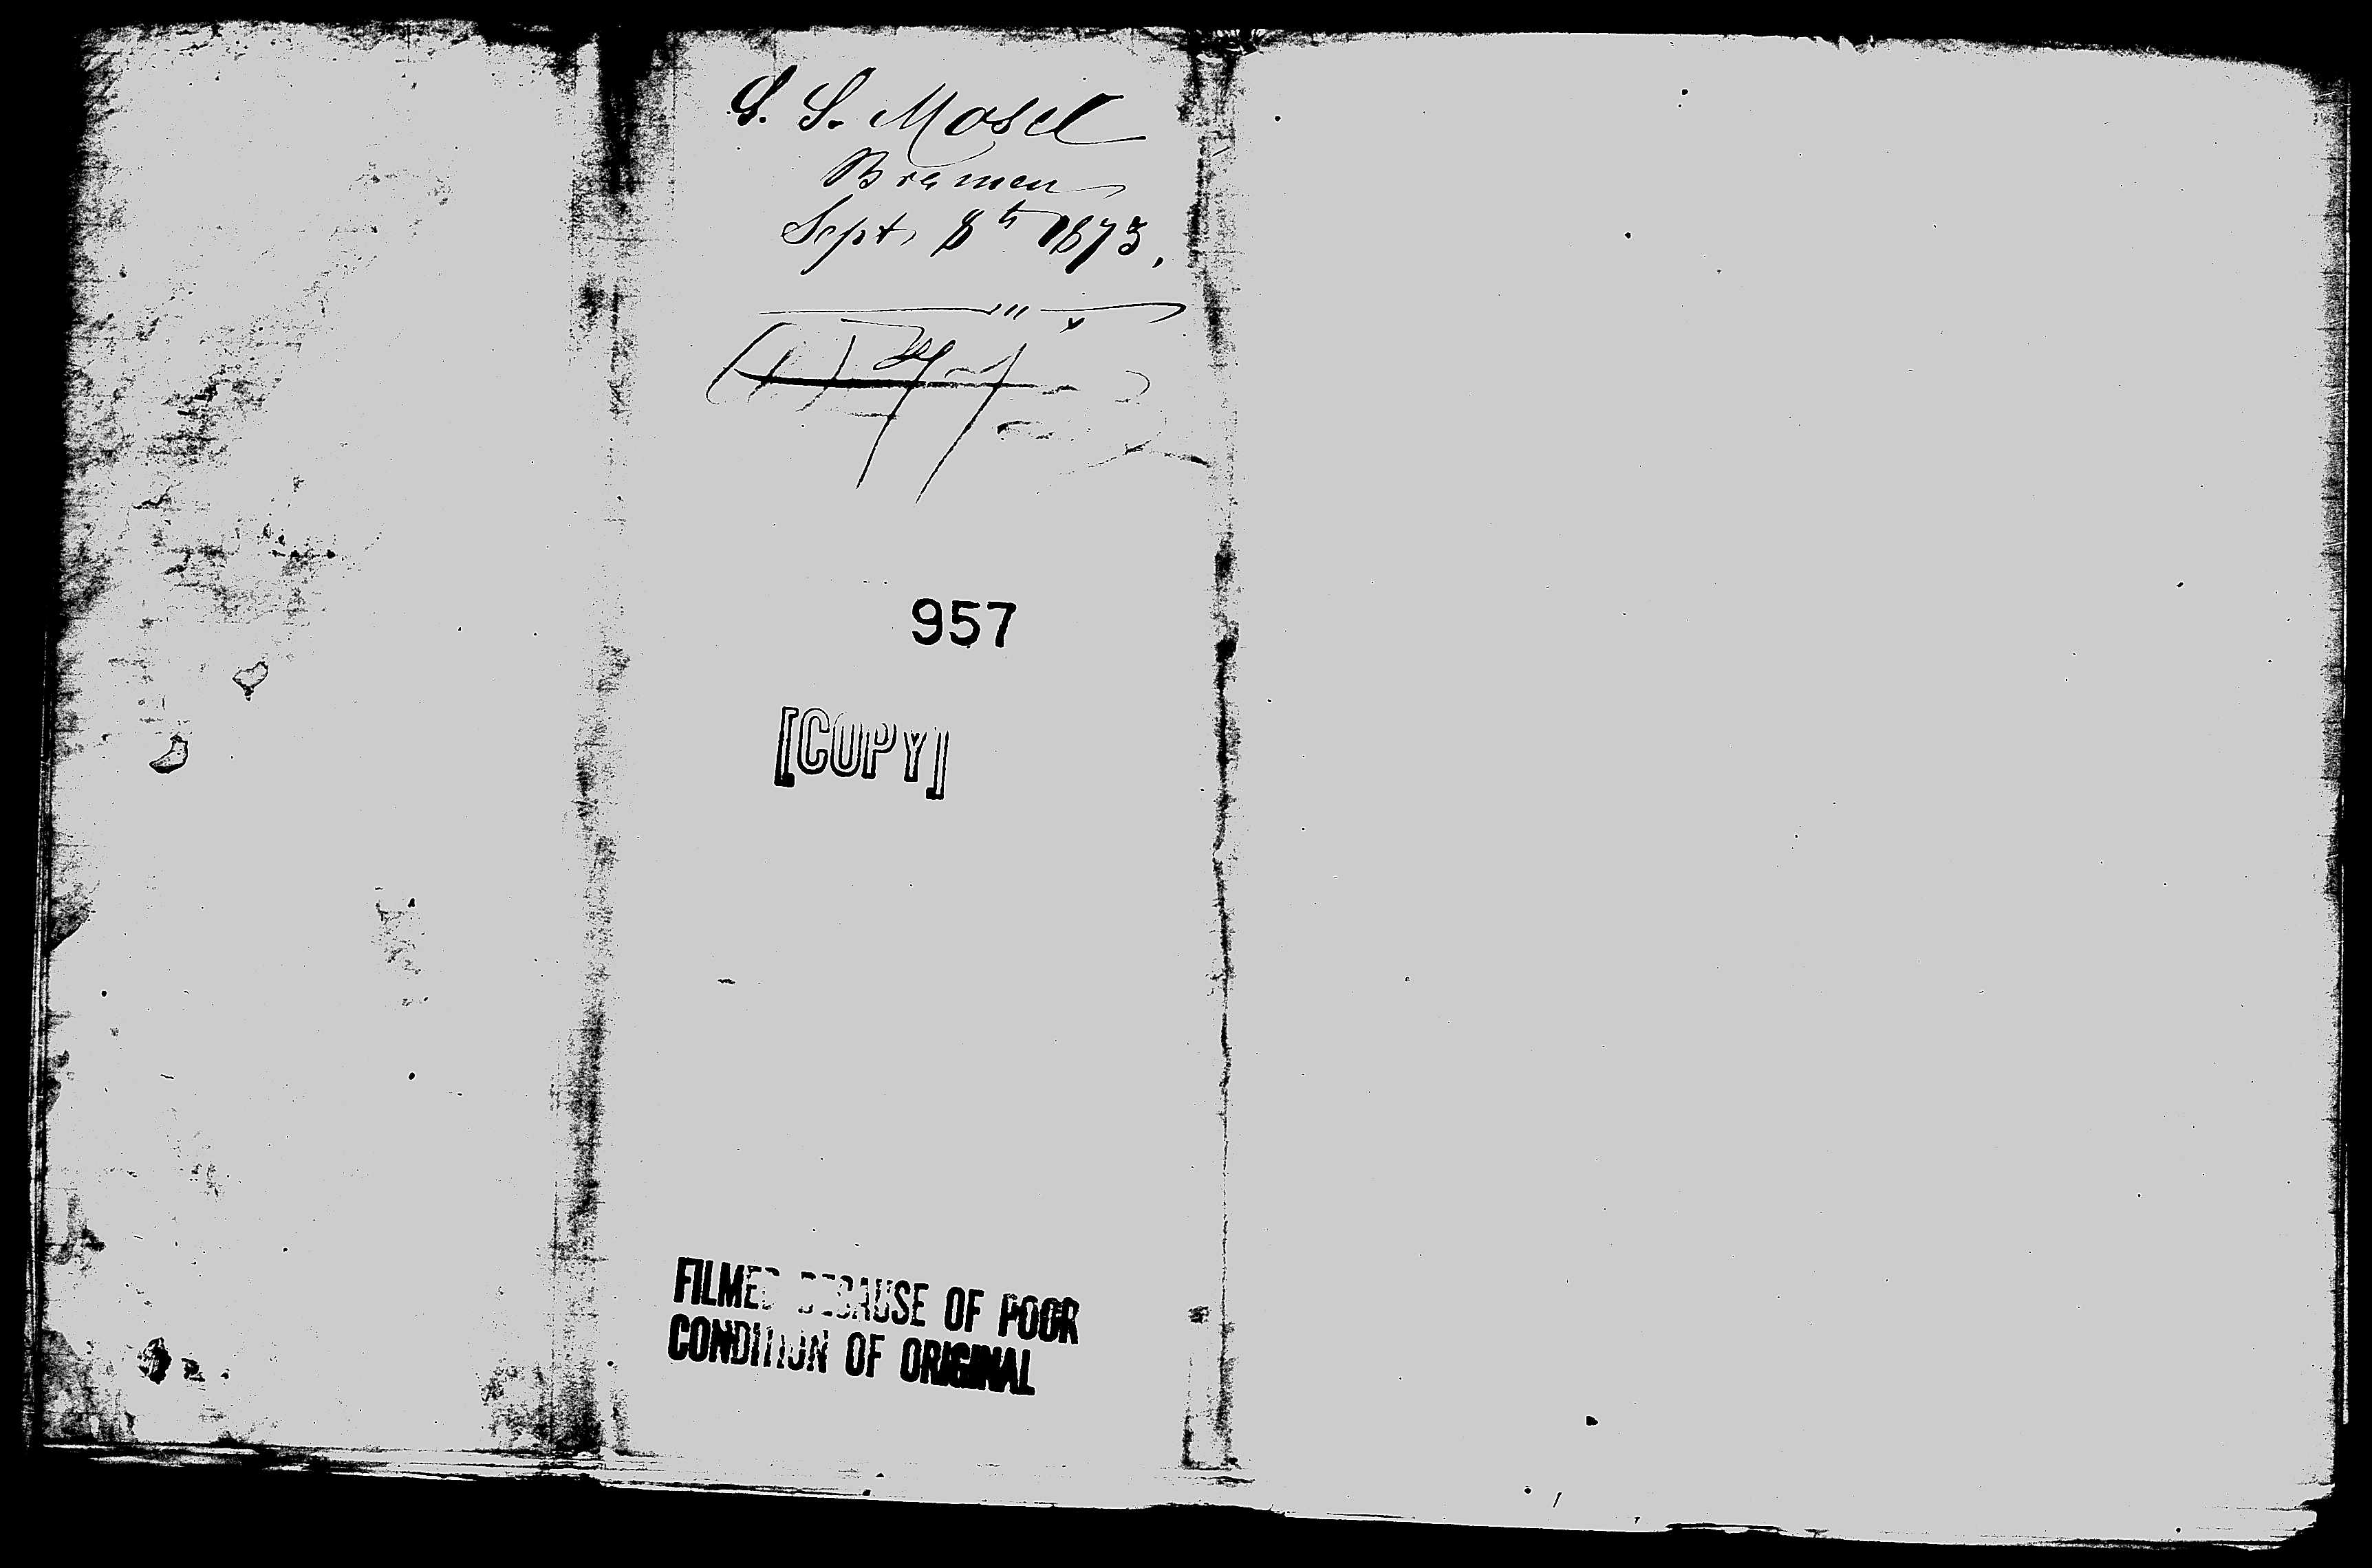 S. S. Mosel
Bremen
Sept. 8th 1873.
957
[COPY]
FILMED BECAUSE OF POOR
CONDITION OF ORIGINAL